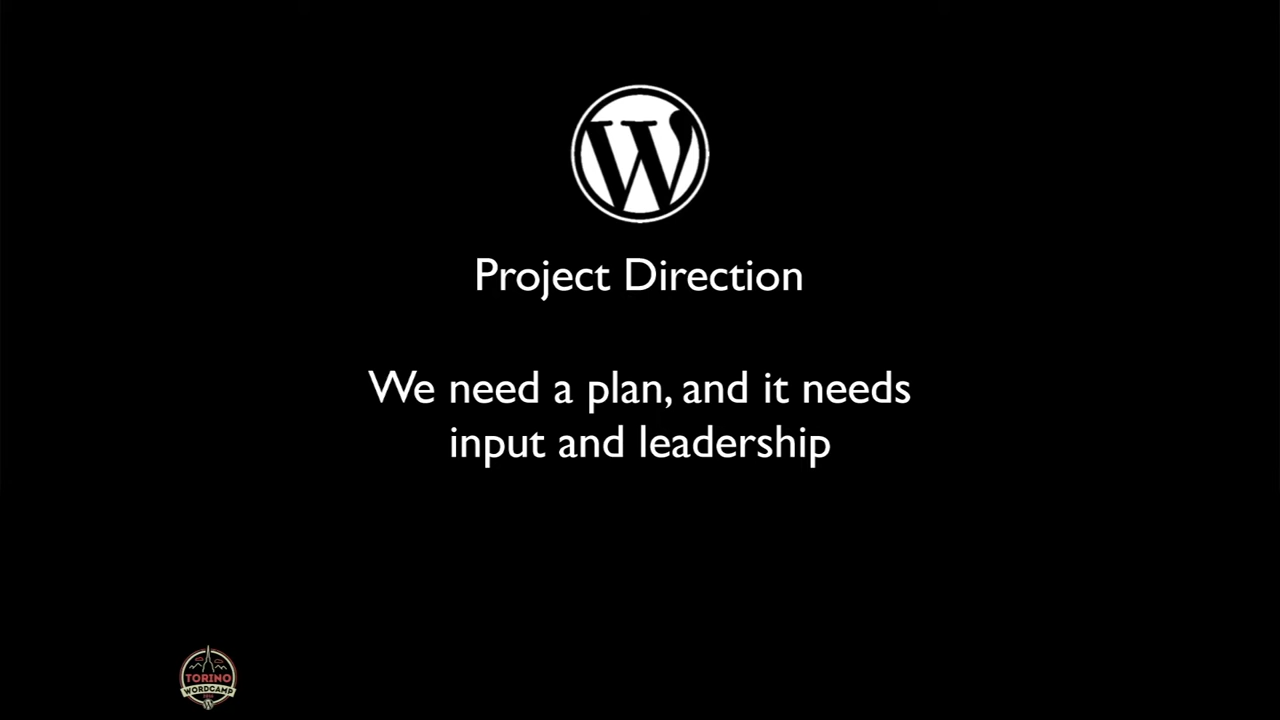 Project Direction
We need a plan, and it needs
input and leadership
TORINO
WORDCAMP